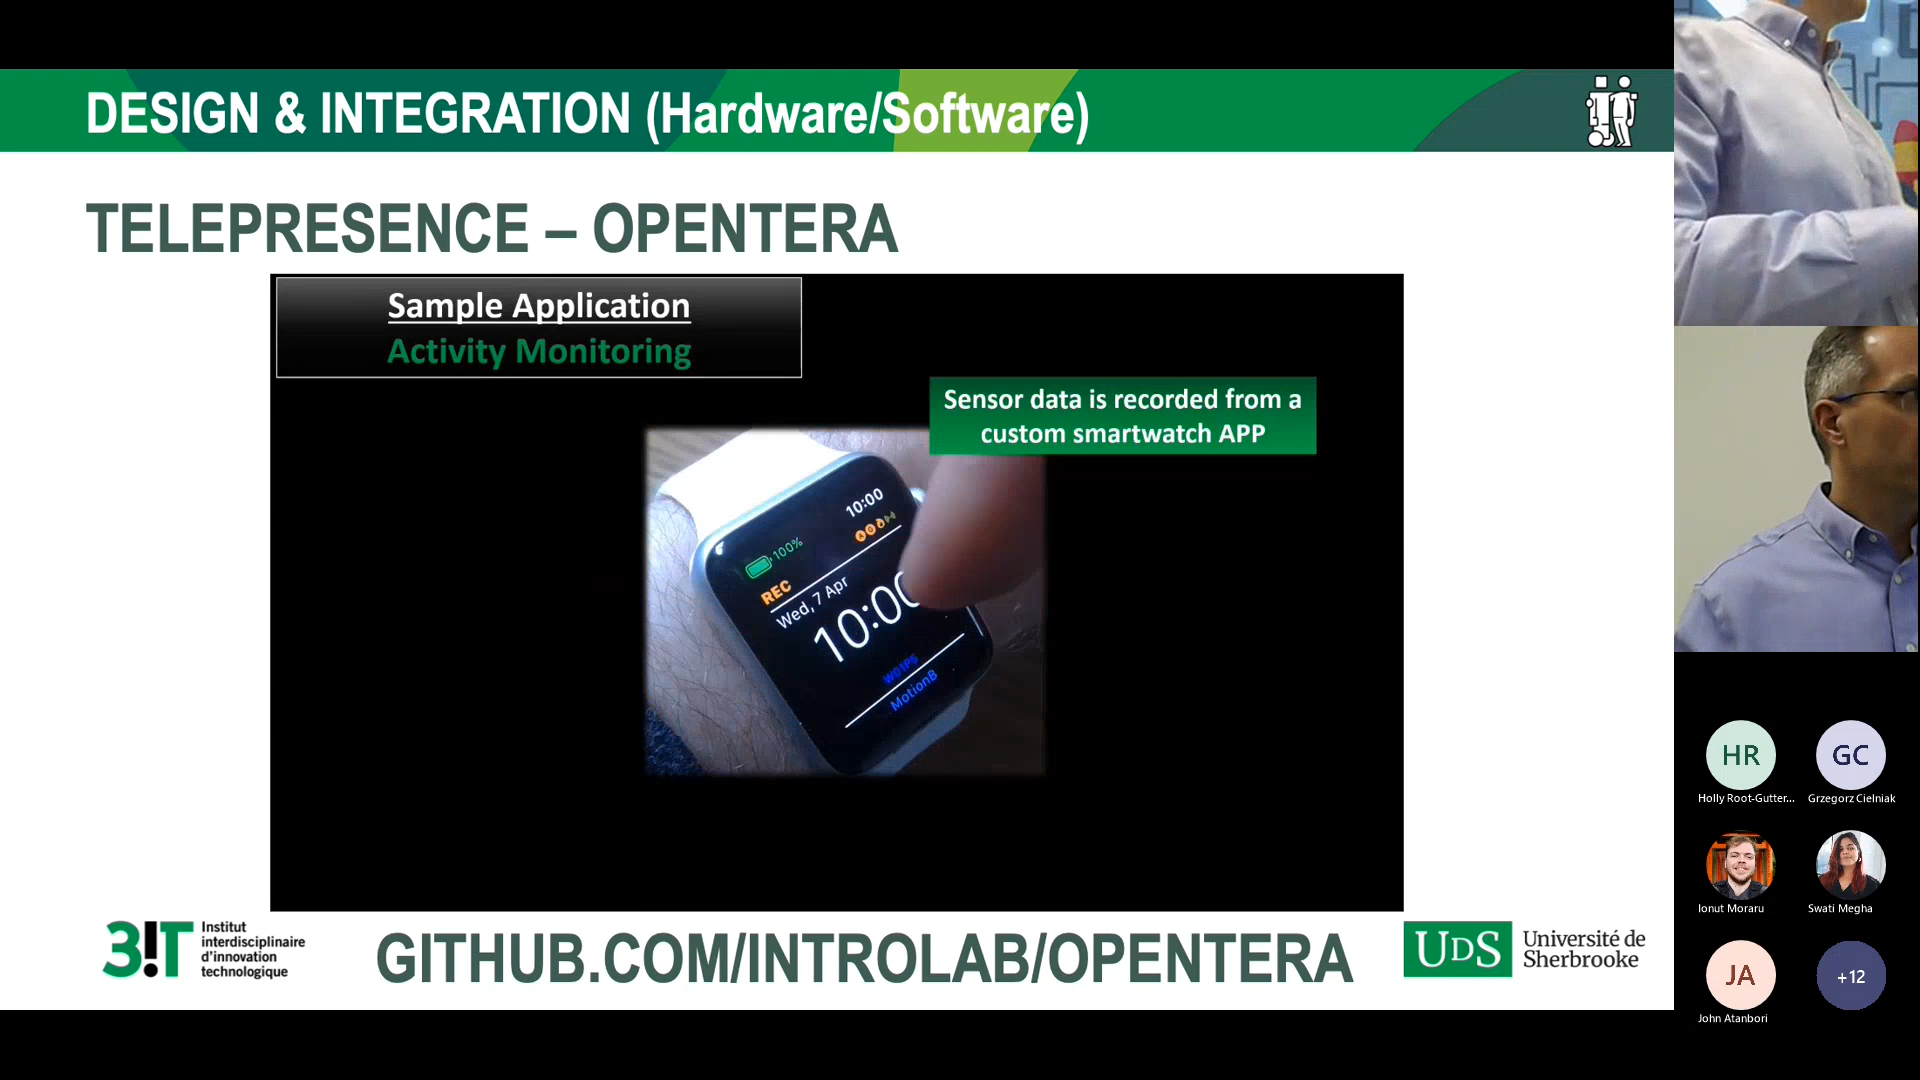 DESIGN & INTEGRATION (Hardware/Software)
TELEPRESENCE – OPENTERA
Sample Application
Activity Monitoring
Sensor data is recorded from a
custom smartwatch APP
10:00
100%
REC
Wed, 7 Apr
10:00
W01P5
MotionB
3!T
Institut
interdisciplinaire
d'innovation
technologique
GITHUB.COM/INTROLAB/OPENTERA
UDS
Université de
Sherbrooke
HR
Holly Root-Gutter...
GC
Grzegorz Cielniak
Ionut Moraru
Swati Megha
JA
John Atanbori
+12